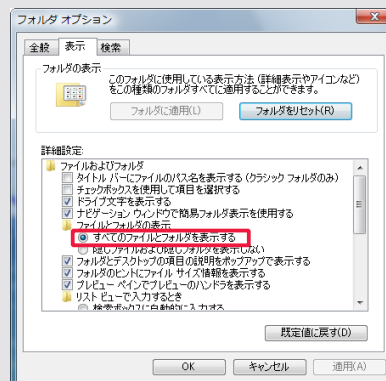 フォルダ オプション
全般 表示 検索
フォルダの表示
このフォルダに使用している表示方法 (詳細表示やアイコンなど)
をこの種類のフォルダすべてに適用することができます。
フォルダに適用(L) フォルダをリセット(R)
詳細設定:
ファイルおよびフォルダ
タイトル バーにファイルのパス名を表示する (クラシック フォルダのみ)
チェックボックスを使用して項目を選択する
ドライブ文字を表示する
ナビゲーション ウィンドウで簡易フォルダ表示を使用する
ファイルとフォルダの表示
すべてのファイルとフォルダを表示する
隠しファイルおよび隠しフォルダを表示しない
フォルダとデスクトップの項目の説明をポップアップで表示する
フォルダのヒントにファイル サイズ情報を表示する
プレビュー ペインでプレビューのハンドラを表示する
リスト ビューで入力するとき
検索ボックスに自動的に入力する
既定値に戻す(D)
OK キャンセル 適用(A)